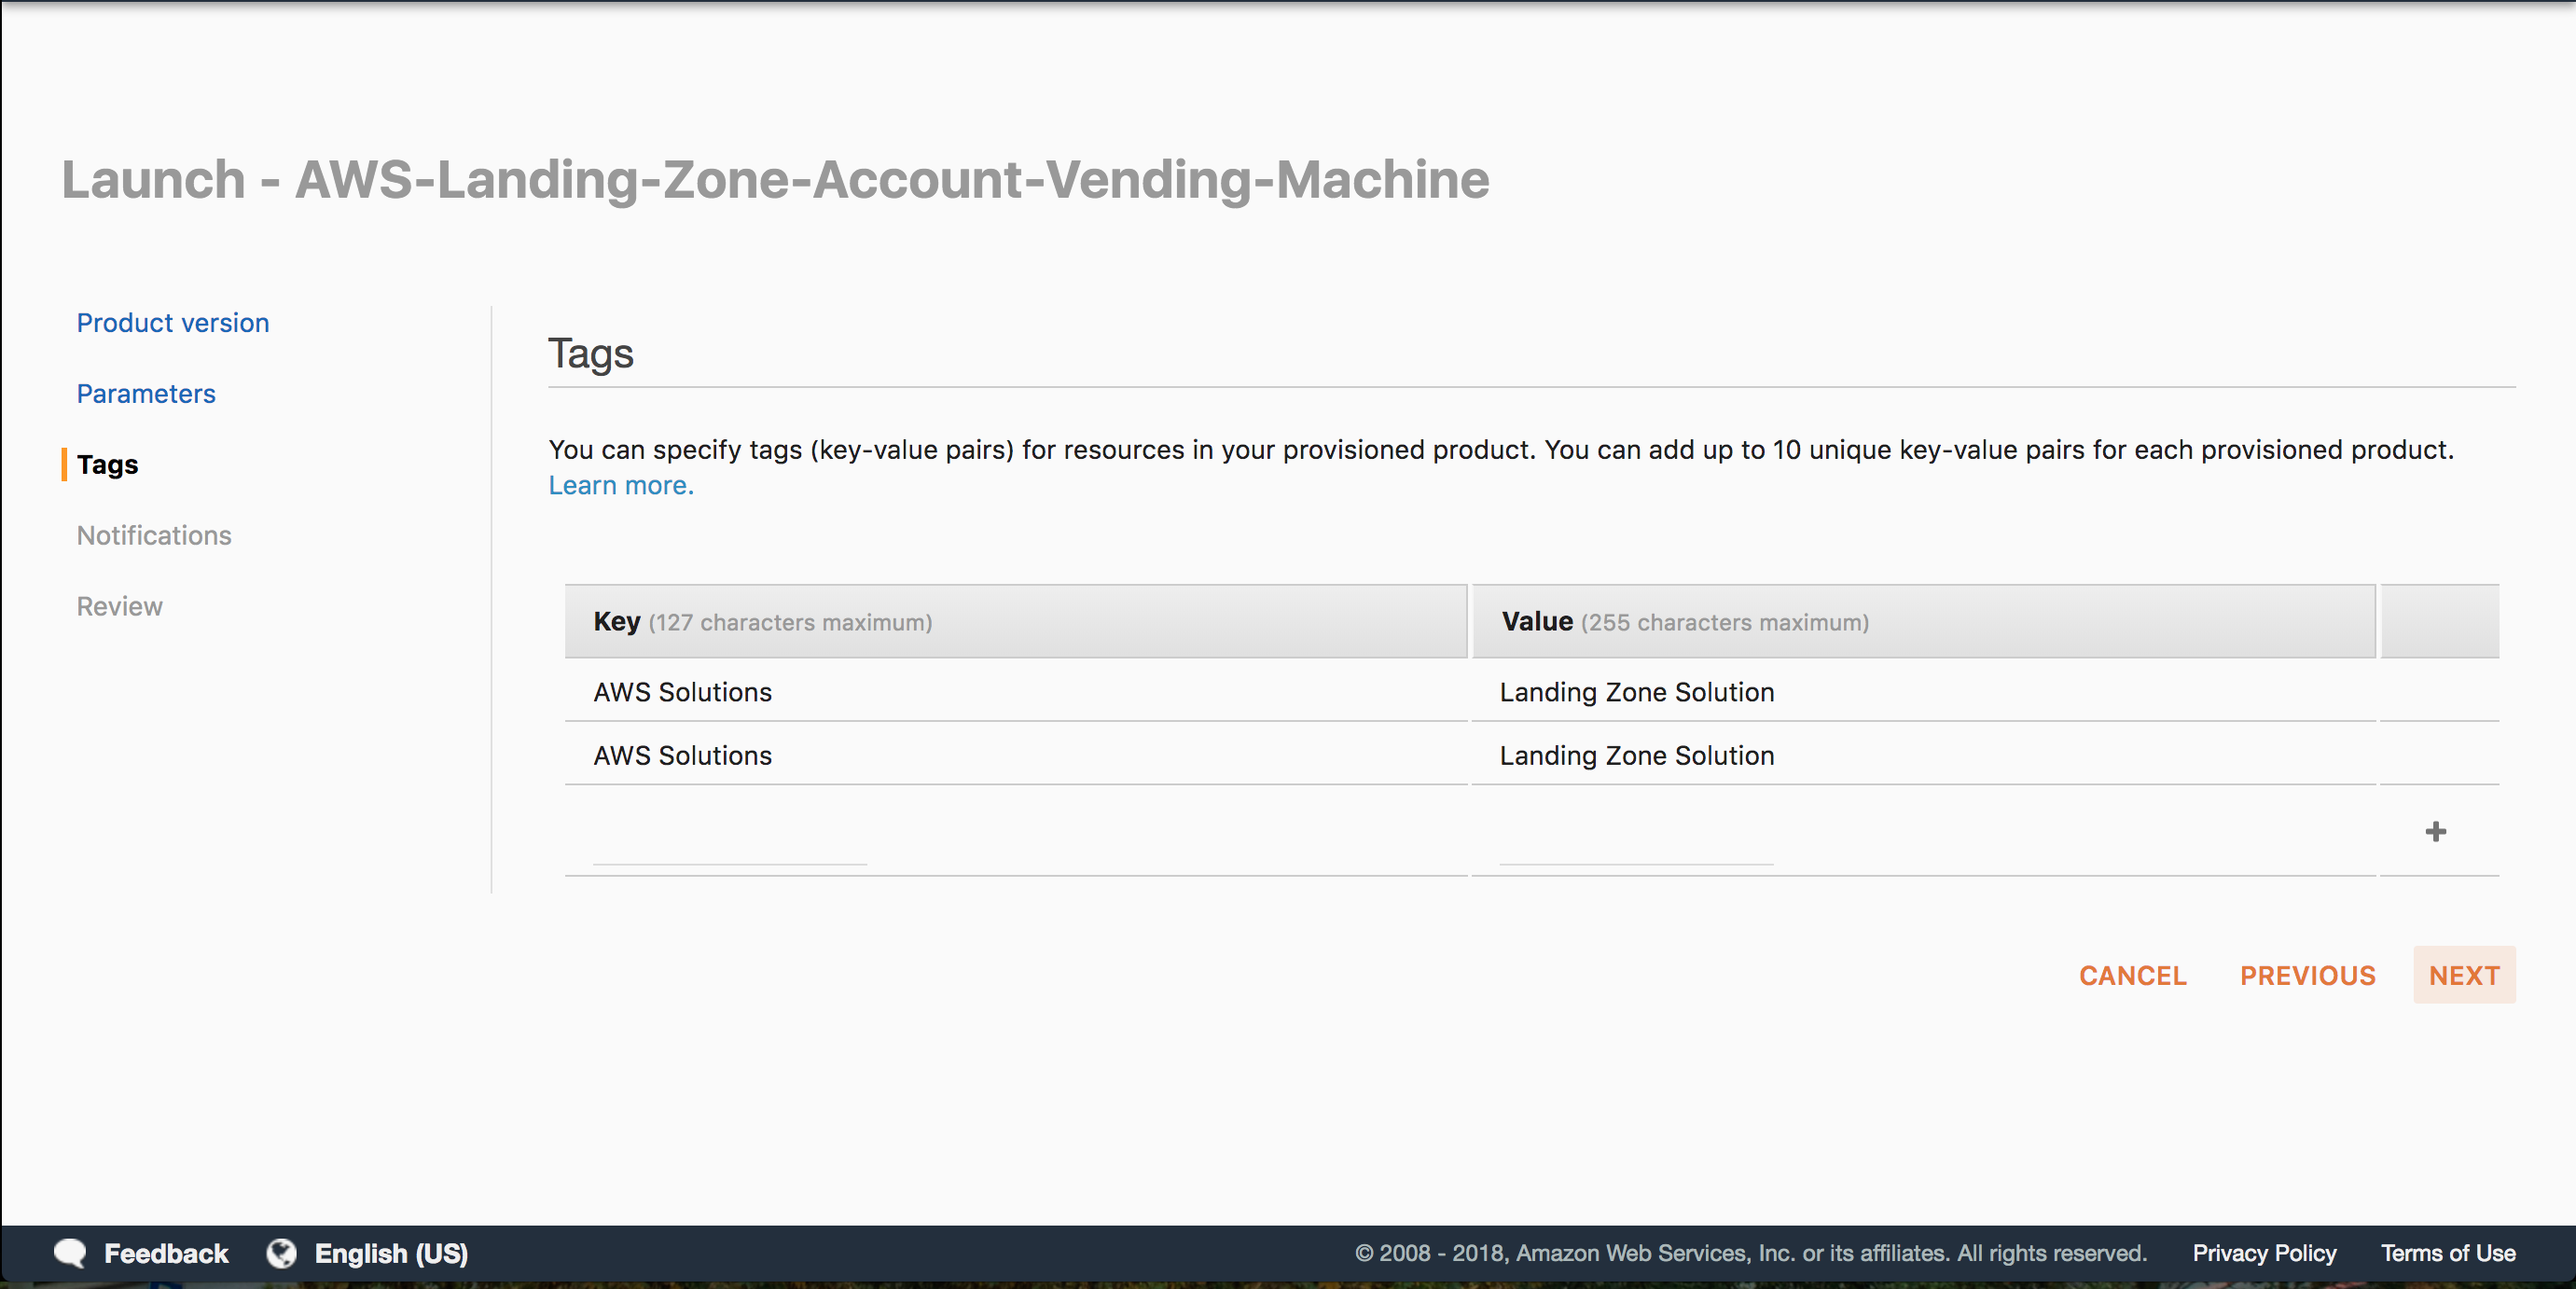 Launch - AWS-Landing-Zone-Account-Vending-Machine
Product version
Parameters
Tags
Notifications
Review
Tags
You can specify tags (key-value pairs) for resources in your provisioned product. You can add up to 10 unique key-value pairs for each provisioned product.
Learn more.
Key (127 characters maximum) Value (255 characters maximum)
AWS Solutions Landing Zone Solution
AWS Solutions Landing Zone Solution
+
CANCEL PREVIOUS NEXT
Feedback English (US) © 2008 - 2018, Amazon Web Services, Inc. or its affiliates. All rights reserved. Privacy Policy Terms of Use